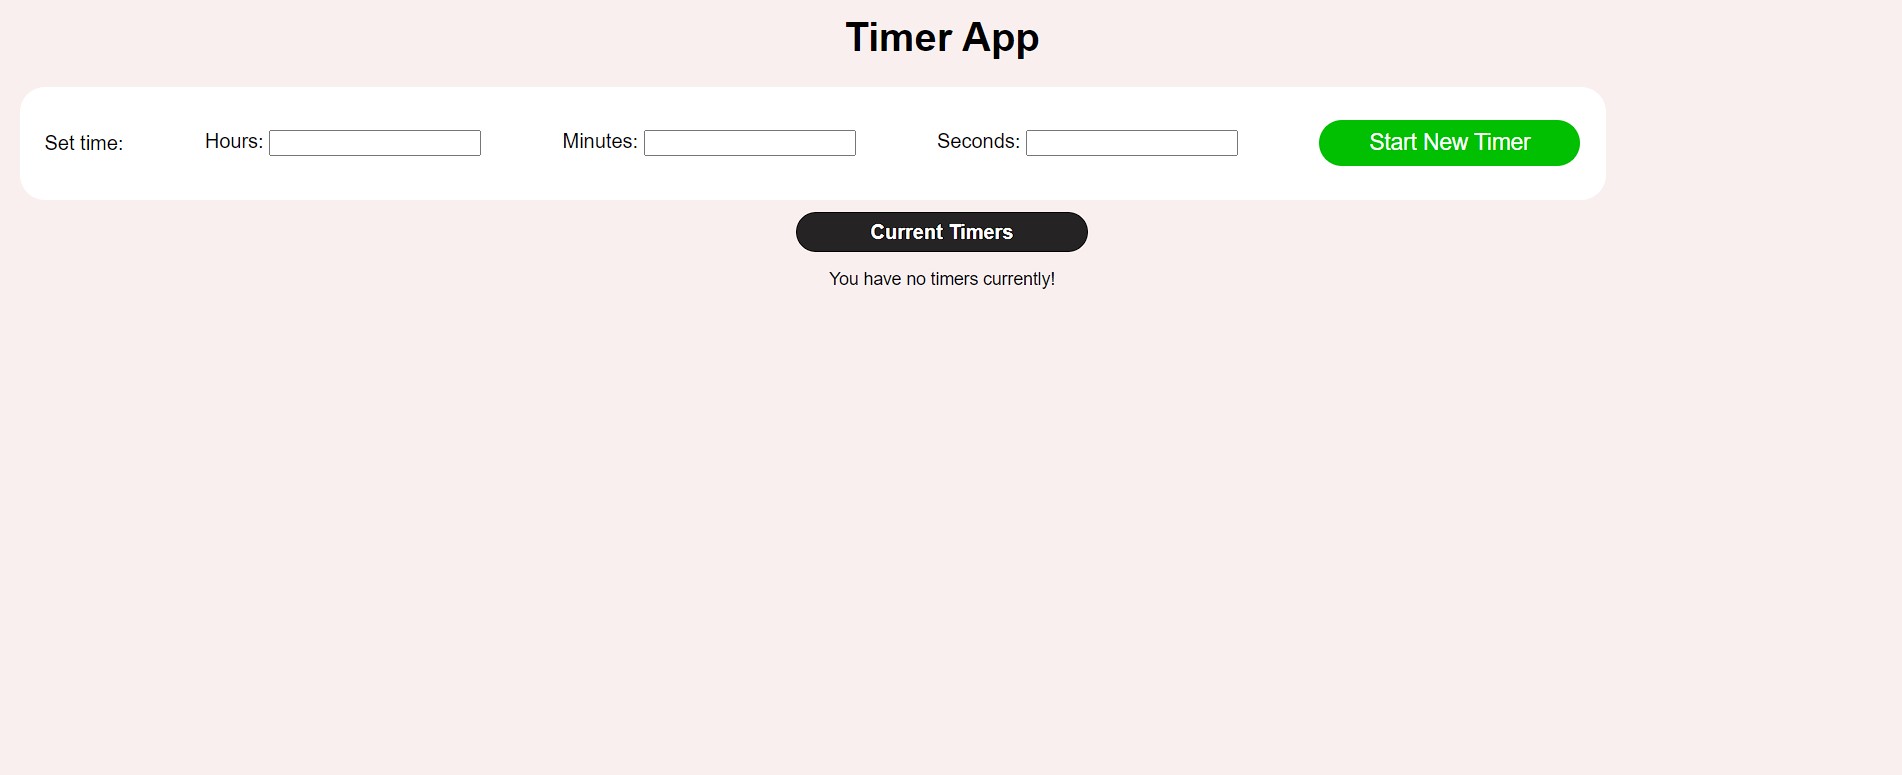 Timer App
Set time: Hours: Minutes: Seconds: Start New Timer
Current Timers
You have no timers currently!